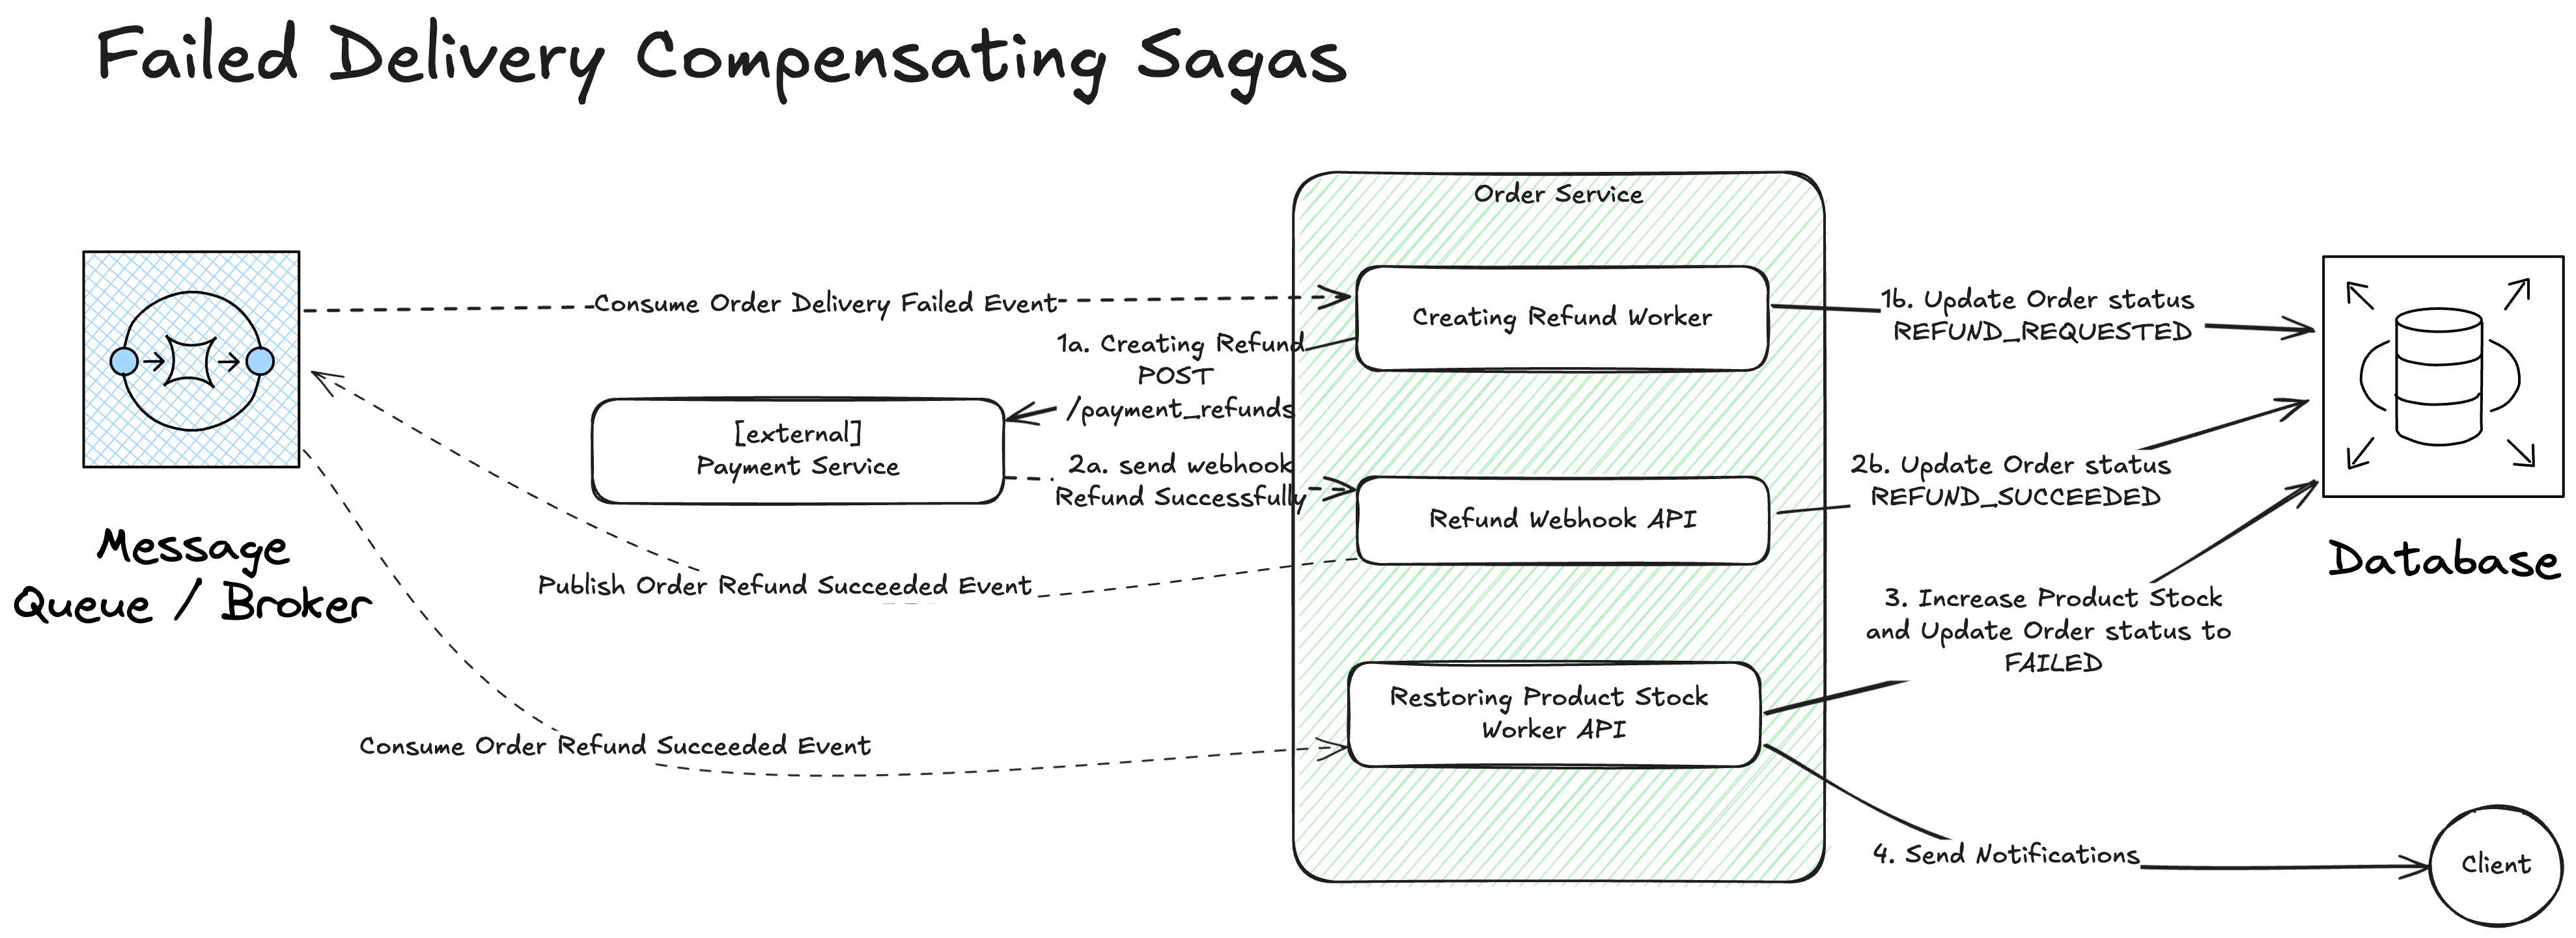 Failed Delivery Compensating Sagas
Order Service
Consume Order Delivery Failed Event
Creating Refund Worker
1b. Update Order status
REFUND_REQUESTED
1a. Creating Refund
POST
/payment_refunds
[external]
Payment Service
2a. send webhook
Refund Successfully
Refund Webhook API
2b. Update Order status
REFUND_SUCCEEDED
Message
Queue / Broker
Database
Publish Order Refund Succeeded Event
3. Increase Product Stock
and Update Order status to
FAILED
Restoring Product Stock
Worker API
Consume Order Refund Succeeded Event
4. Send Notifications
Client